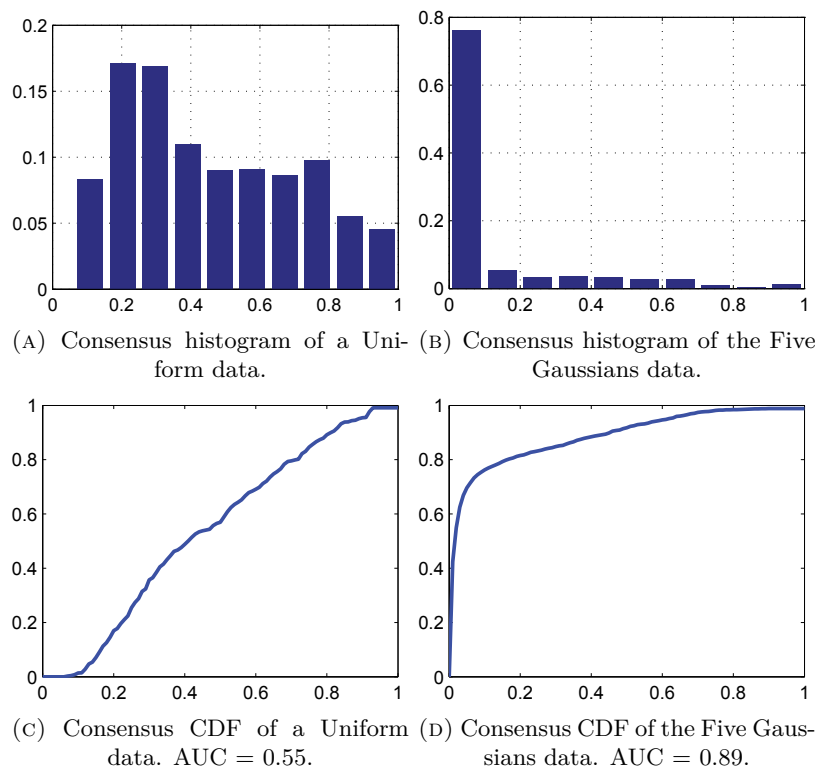 0.2
0.15
0.1
0.05
0
0 0.2 0.4 0.6 0.8 1
0.8
0.6
0.4
0.2
0
0 0.2 0.4 0.6 0.8 1
(A) Consensus histogram of a Uni-
form data.
(B) Consensus histogram of the Five
Gaussians data.
1
0.8
0.6
0.4
0.2
0
0 0.2 0.4 0.6 0.8 1
1
0.8
0.6
0.4
0.2
0
0 0.2 0.4 0.6 0.8 1
(C) Consensus CDF of a Uniform
data. AUC = 0.55.
(D) Consensus CDF of the Five Gaus-
sians data. AUC = 0.89.